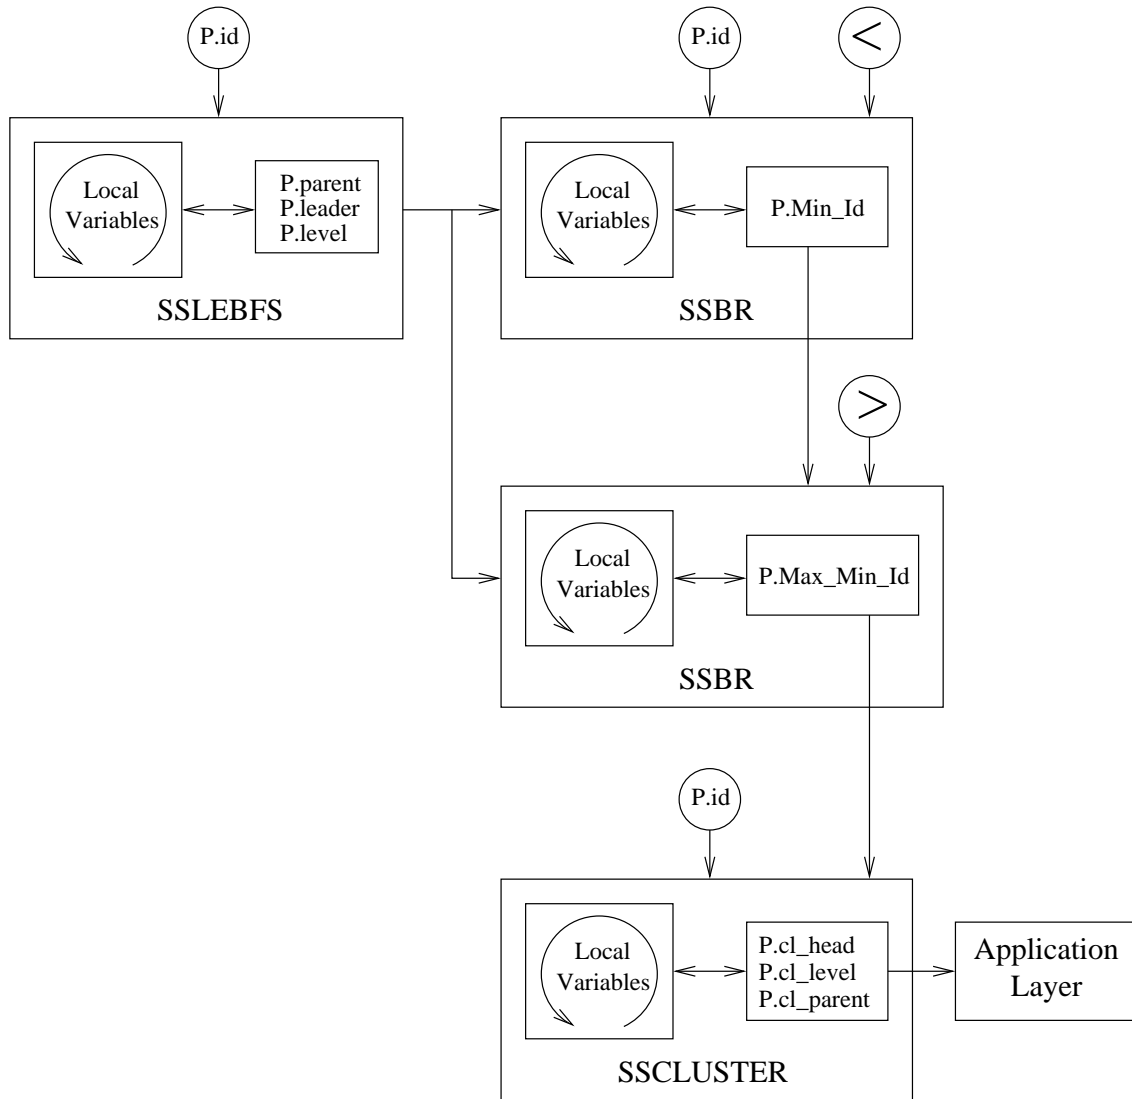 P.id
P.id
<
Local
Variables
P.parent
P.leader
P.level
SSLEBFS
Local
Variables
P.Min_Id
SSBR
>
Local
Variables
P.Max_Min_Id
SSBR
P.id
Local
Variables
P.cl_head
P.cl_level
P.cl_parent
SSCLUSTER
Application
Layer